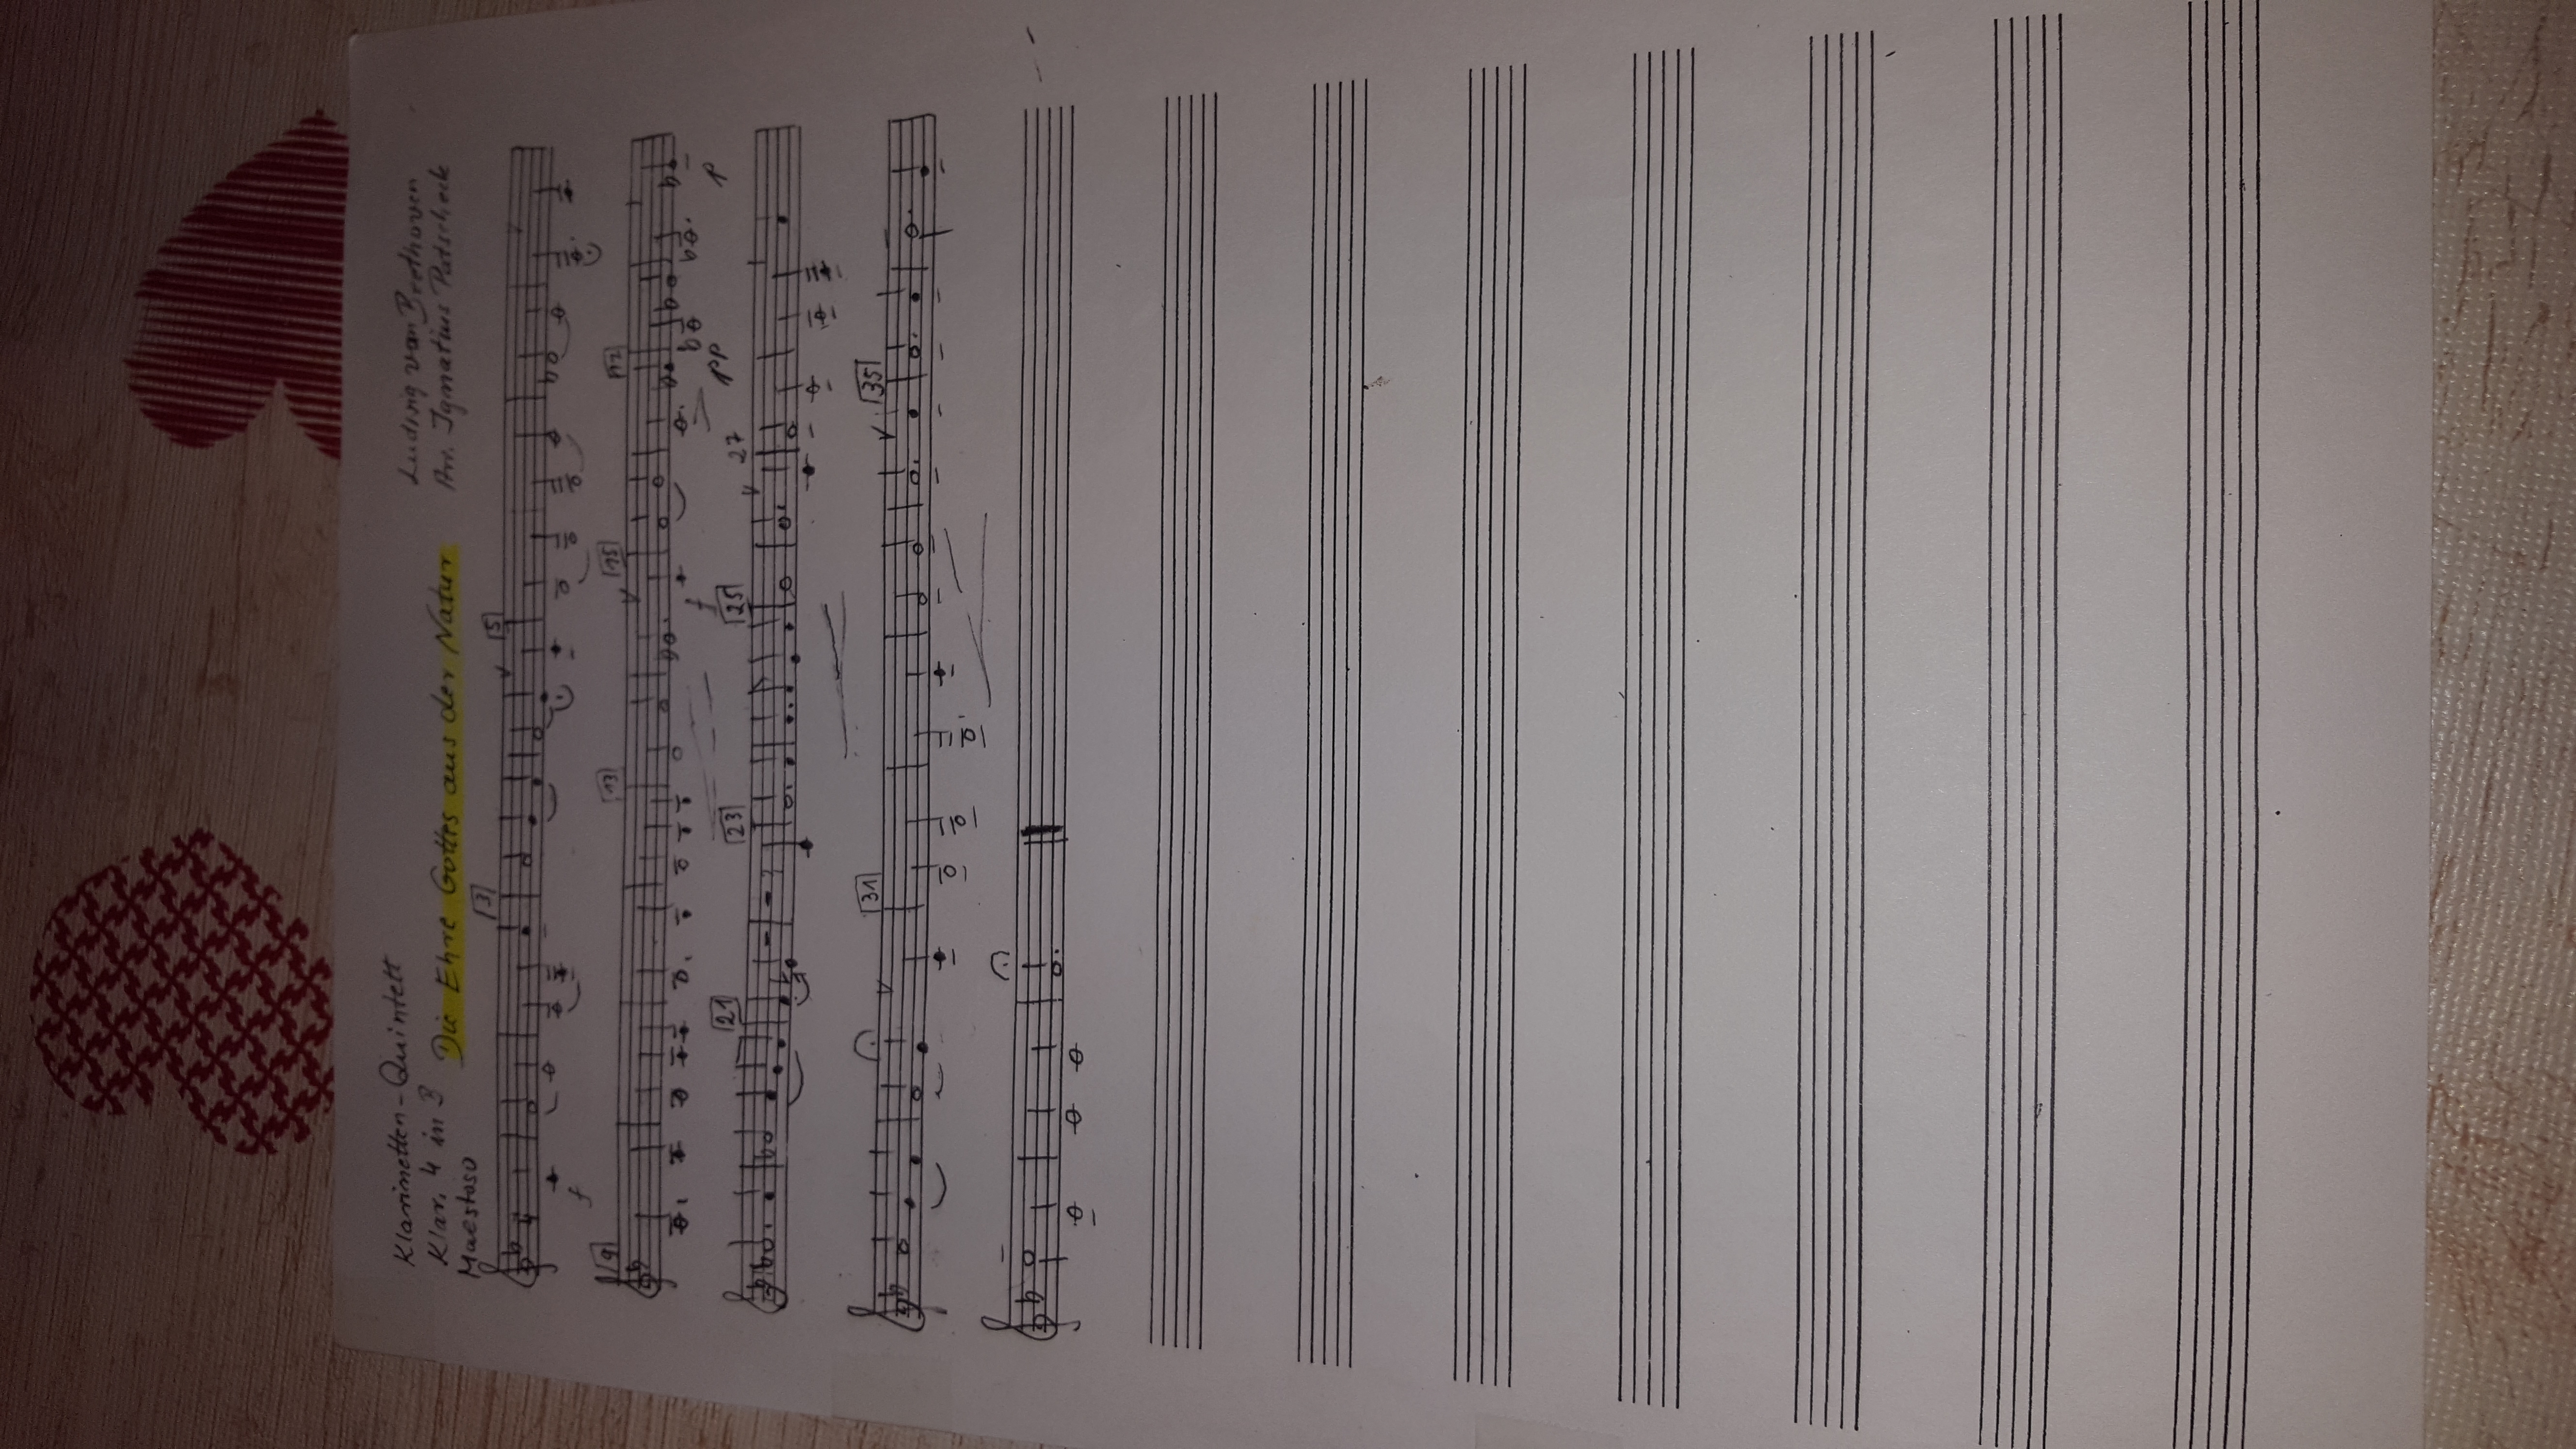 Klarinetten-Quintett
Ludwig van Beethoven
Klar. 4 in B
Die Ehre Gottes aus der Natur
Arr. Ignatius Patscheck
Maestoso
3
5
f
9
13
15
17
f
pp
p
21
23
25
27
31
35